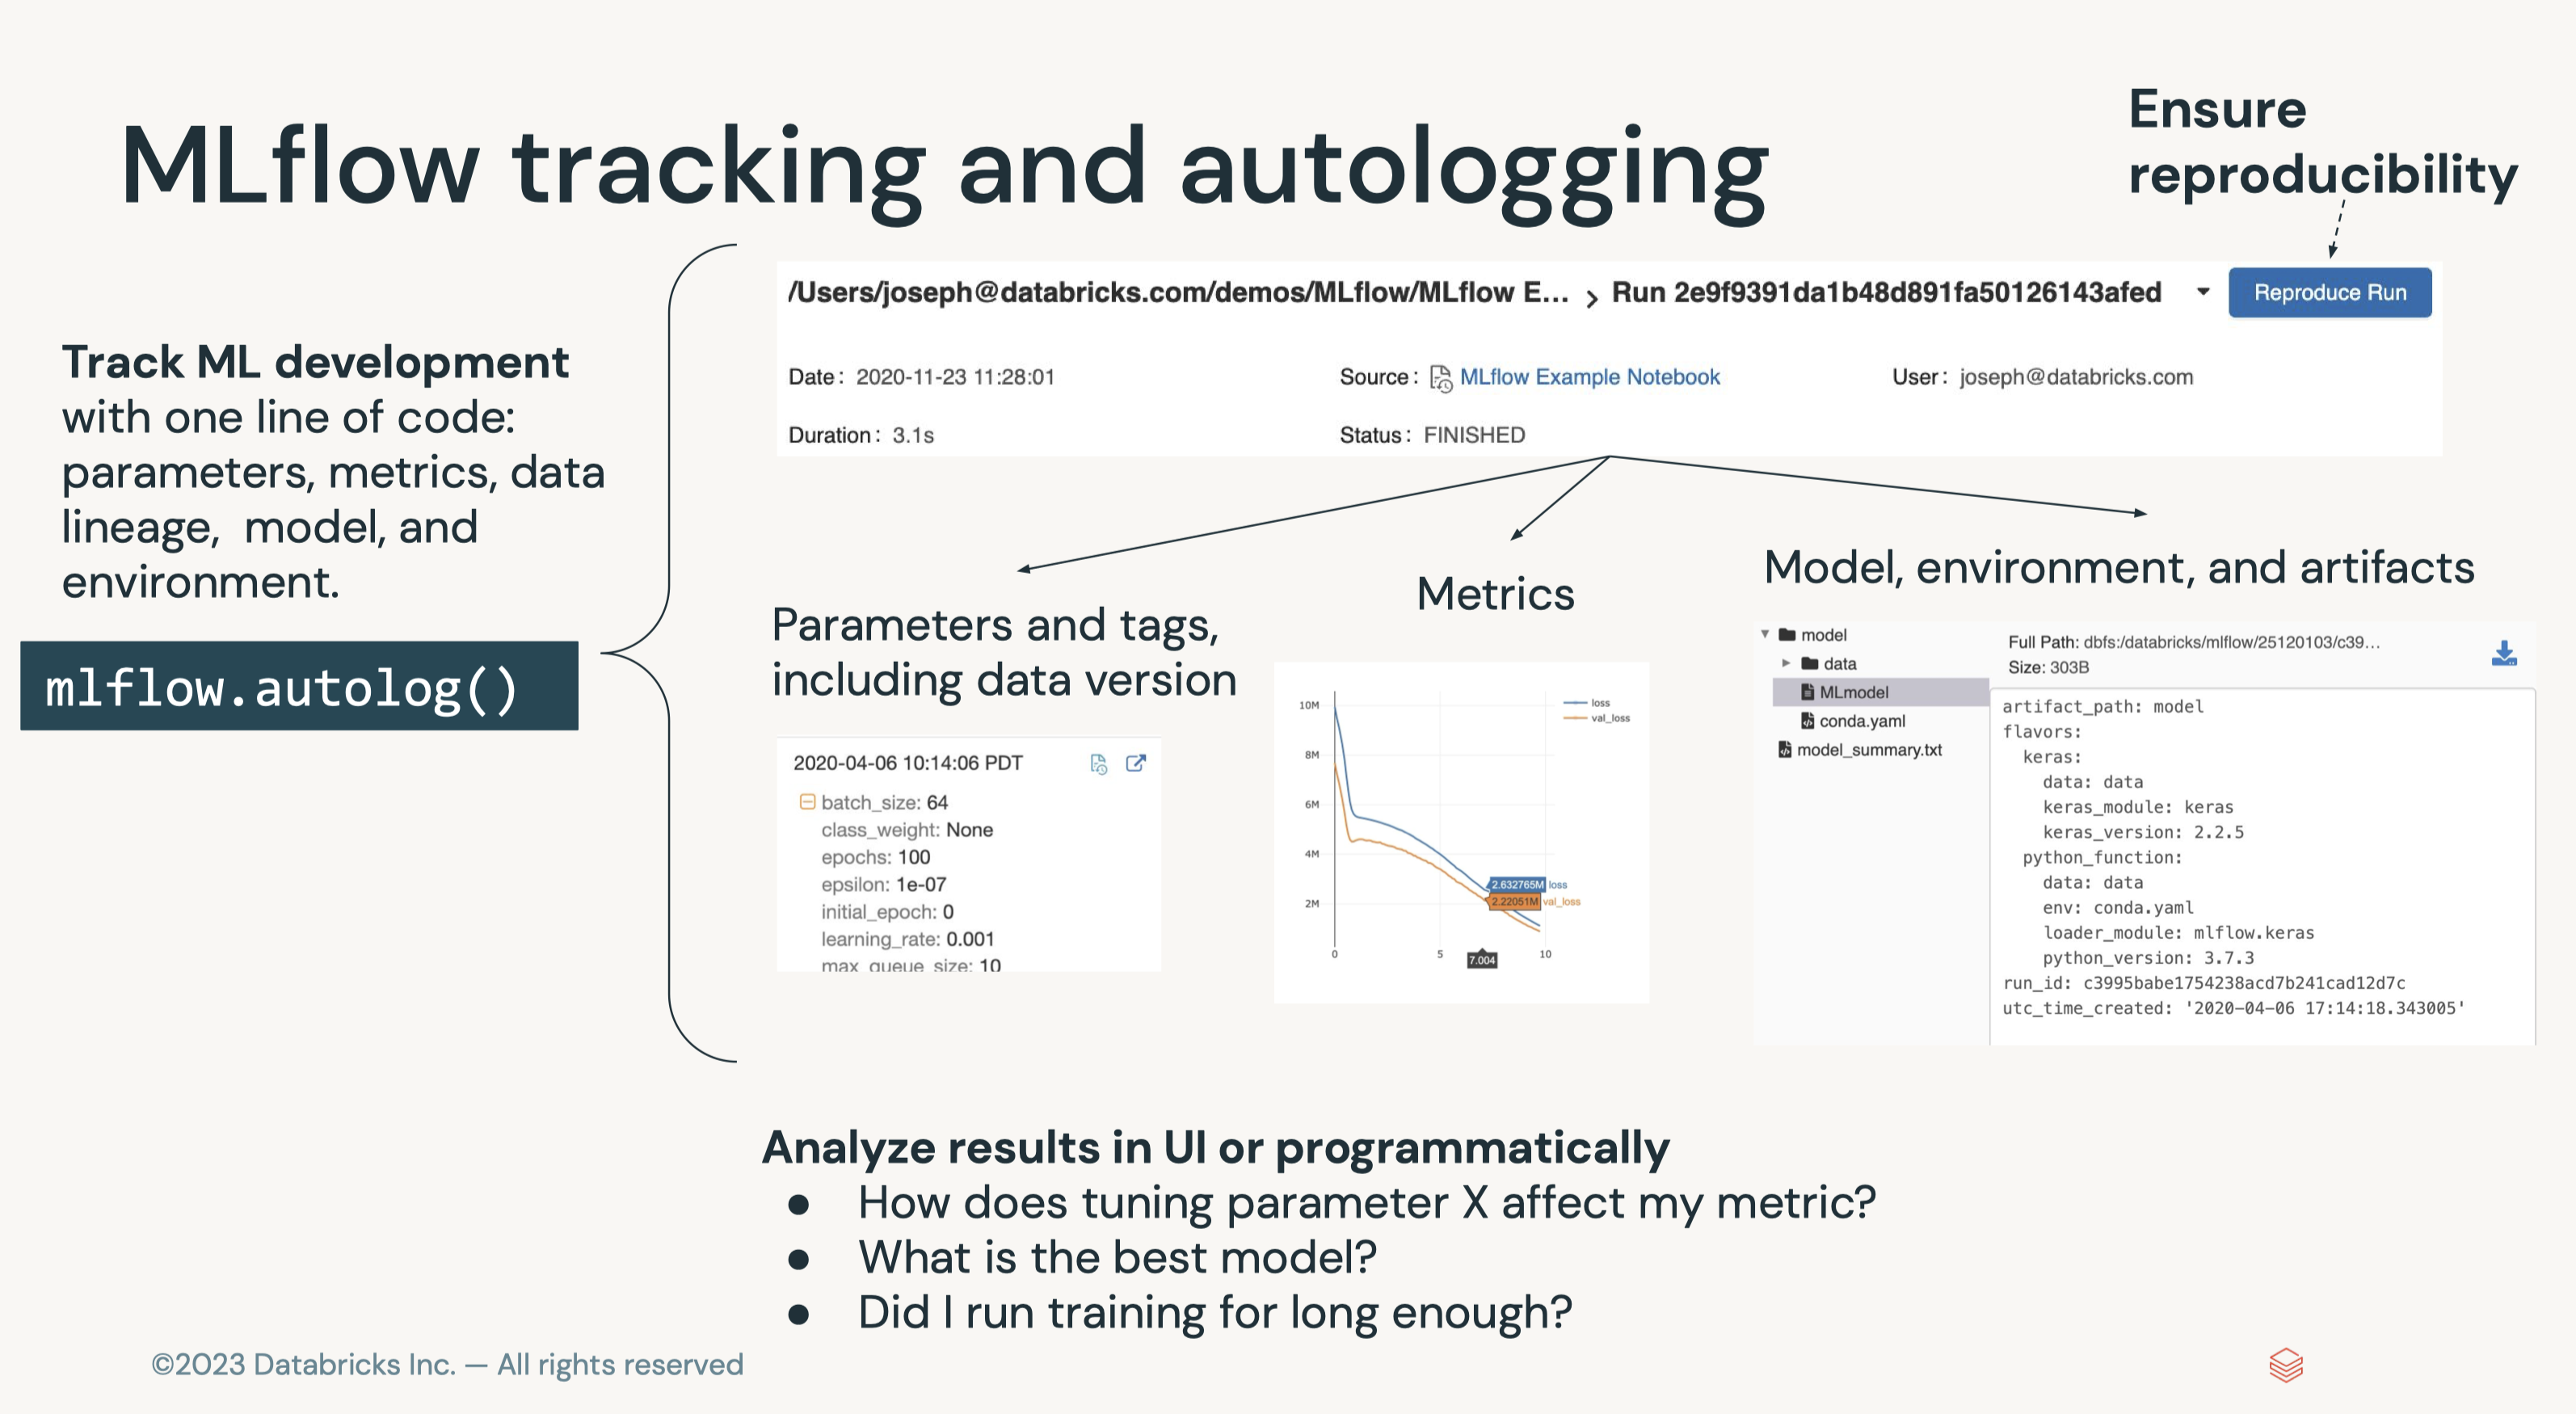 MLflow tracking and autologging
Ensure
reproducibility
Track ML development
with one line of code:
parameters, metrics, data
lineage,  model, and
environment.
mlflow.autolog()
/Users/joseph@databricks.com/demos/MLflow/MLflow E... > Run 2e9f9391da1b48d891fa50126143afed
Reproduce Run
Date: 2020-11-23 11:28:01
Source: MLflow Example Notebook
User: joseph@databricks.com
Duration: 3.1s
Status: FINISHED
Parameters and tags,
including data version
2020-04-06 10:14:06 PDT
batch_size: 64
class_weight: None
epochs: 100
epsilon: 1e-07
initial_epoch: 0
learning_rate: 0.001
max_queue_size: 10
Metrics
loss
val_loss
10M
8M
6M
4M
2M
2.632765M loss
2.22051M val_loss
0
5
7.004
10
Model, environment, and artifacts
model
data
MLmodel
conda.yaml
model_summary.txt
Full Path: dbfs:/databricks/mlflow/25120103/c39...
Size: 303B
artifact_path: model
flavors:
keras:
data: data
keras_module: keras
keras_version: 2.2.5
python_function:
data: data
env: conda.yaml
loader_module: mlflow.keras
python_version: 3.7.3
run_id: c3995babe1754238acd7b241cad12d7c
utc_time_created: '2020-04-06 17:14:18.343005'
Analyze results in UI or programmatically
● How does tuning parameter X affect my metric?
● What is the best model?
● Did I run training for long enough?
©2023 Databricks Inc. — All rights reserved